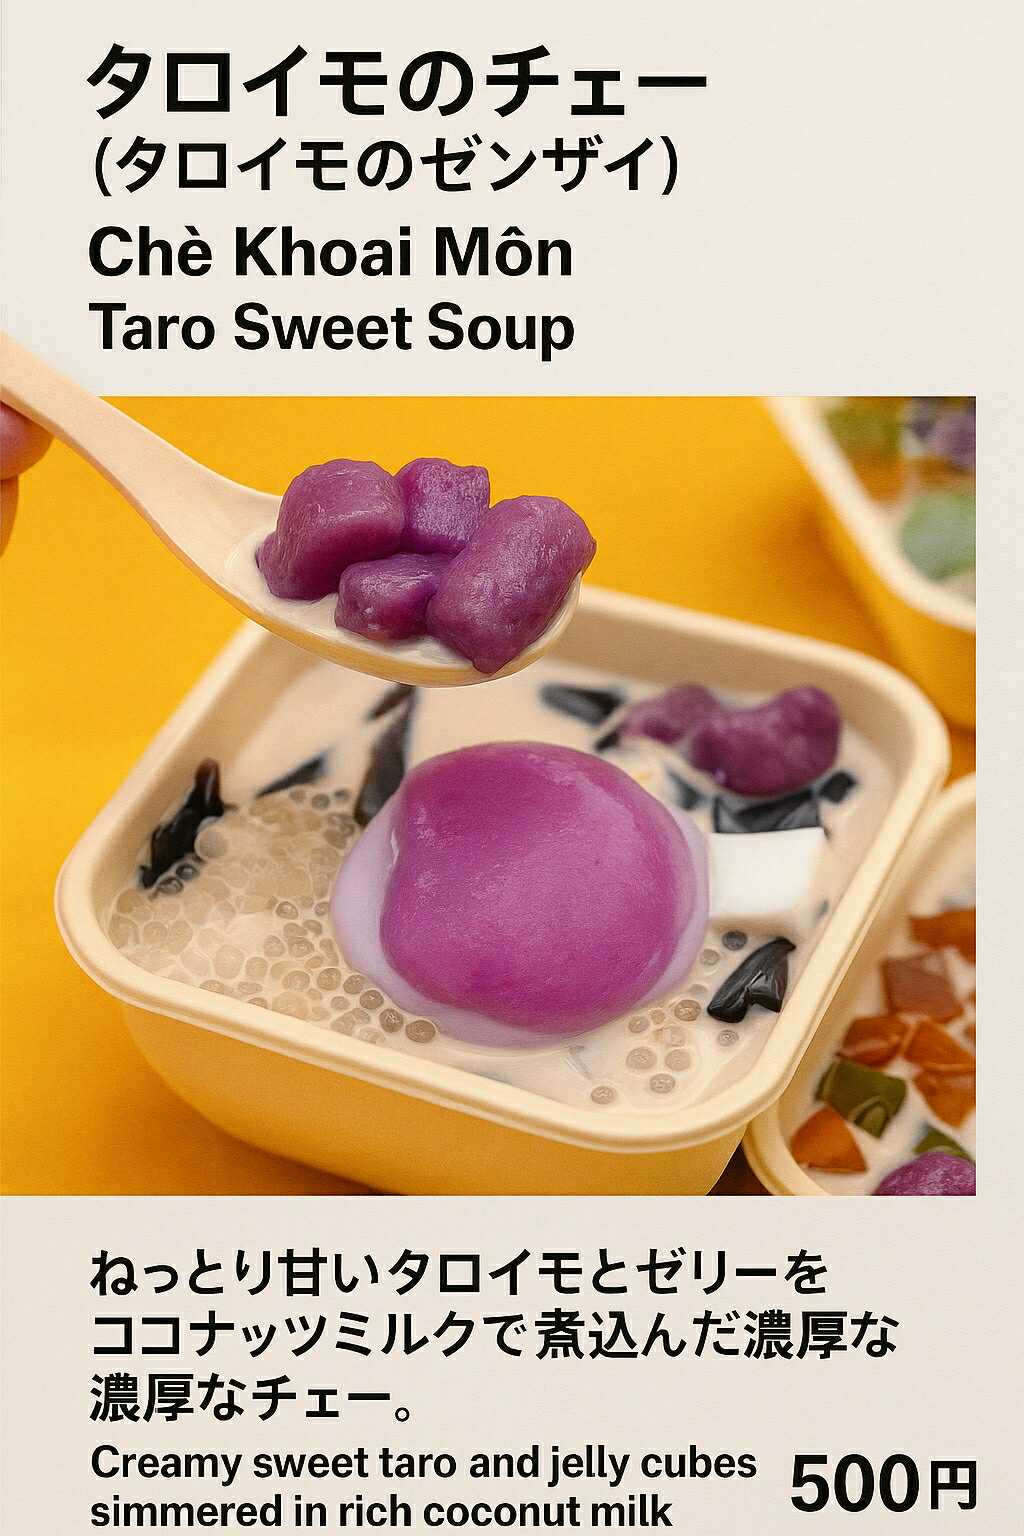 タロイモのチェー
(タロイモのゼンザイ)
Chè Khoai Môn
Taro Sweet Soup
ねっとり甘いタロイモとゼリーを
ココナッツミルクで煮込んだ濃厚な
濃厚なチェー。
Creamy sweet taro and jelly cubes
simmered in rich coconut milk
500円